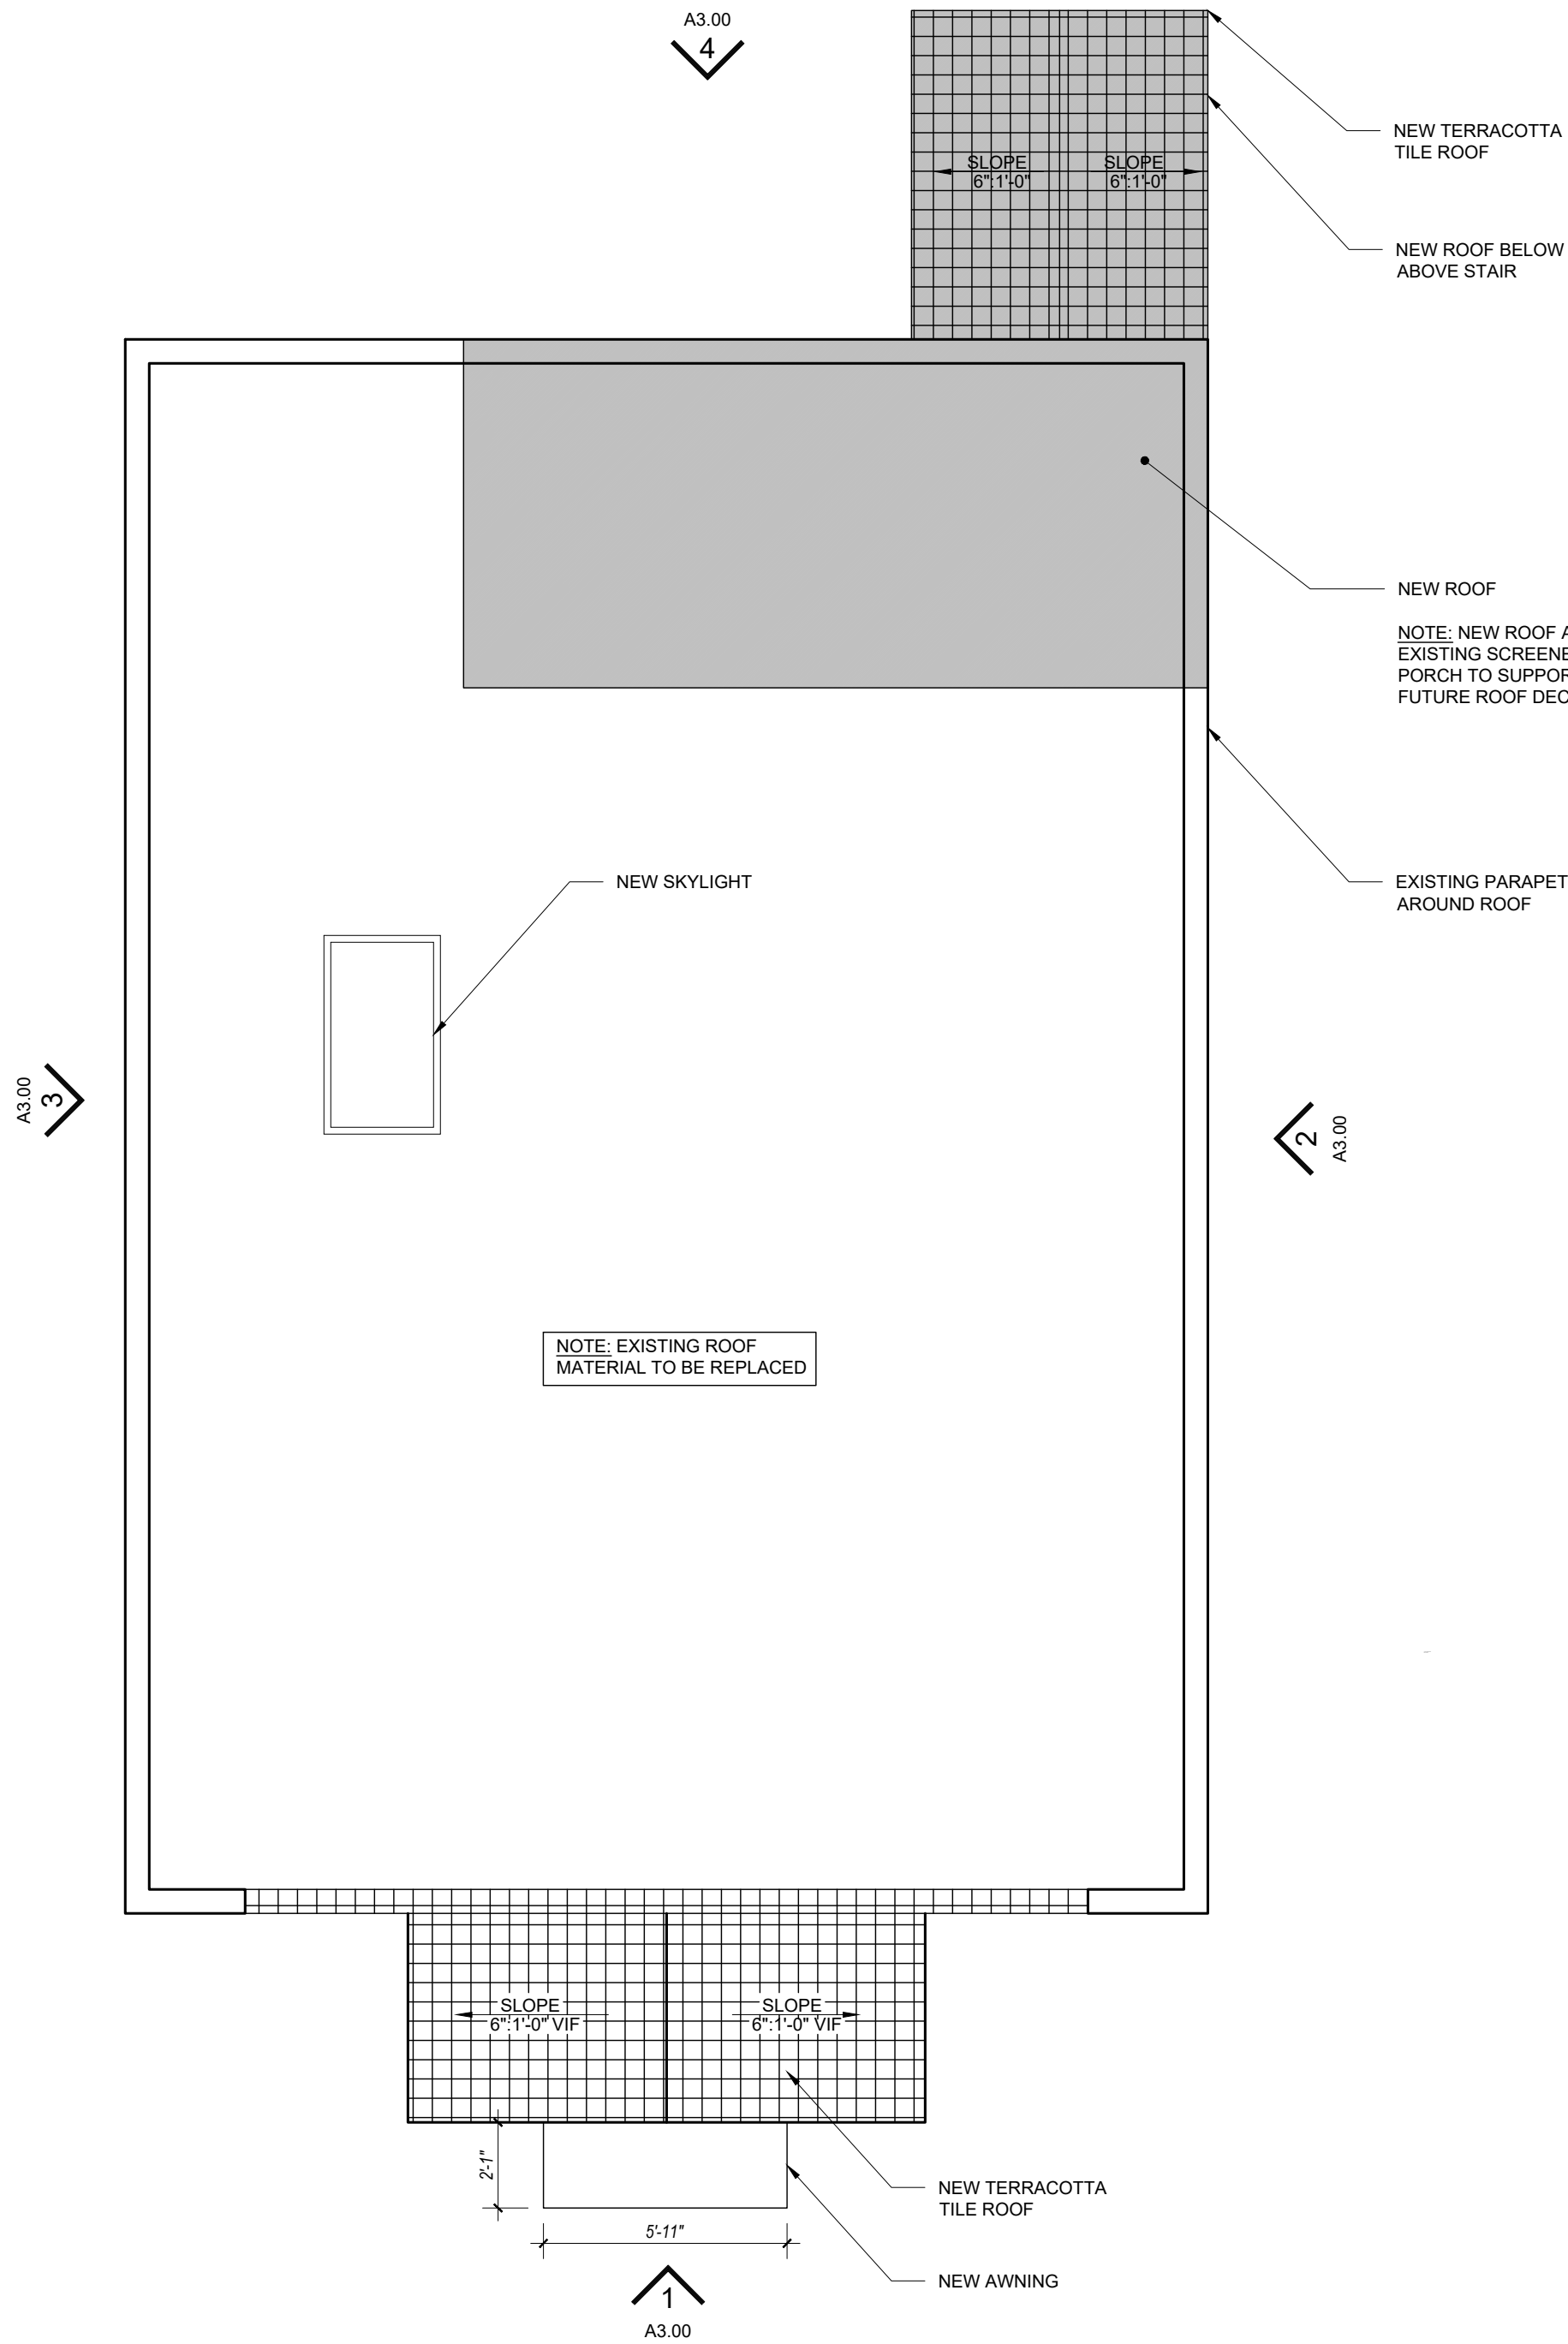 A3.00
4
NEW TERRACOTTA
TILE ROOF
SLOPE
6":1'-0"
SLOPE
6":1'-0"
NEW ROOF BELOW
ABOVE STAIR
NEW ROOF
NOTE: NEW ROOF
EXISTING
PORCH TO
FUTURE ROOF
NEW SKYLIGHT
EXISTING PARAPET
AROUND ROOF
A3.00
3
2
A3.00
NOTE: EXISTING ROOF
MATERIAL TO BE REPLACED
SLOPE
6":1'-0" VIF
SLOPE
6":1'-0" VIF
2'-1"
NEW TERRACOTTA
TILE ROOF
5'-11"
NEW AWNING
1
A3.00